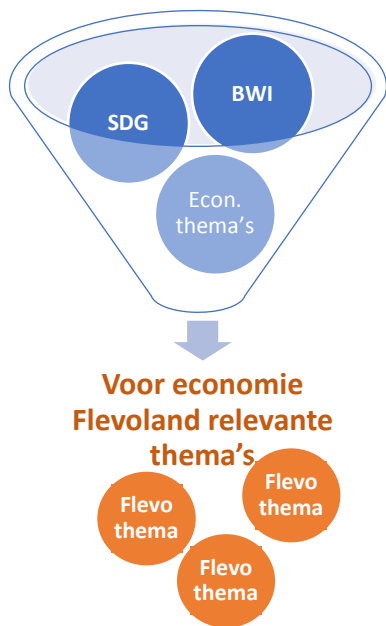 BWI
SDG
Econ.
thema's
Voor economie
Flevoland relevante
thema's
Flevo
thema
Flevo
thema
Flevo
thema